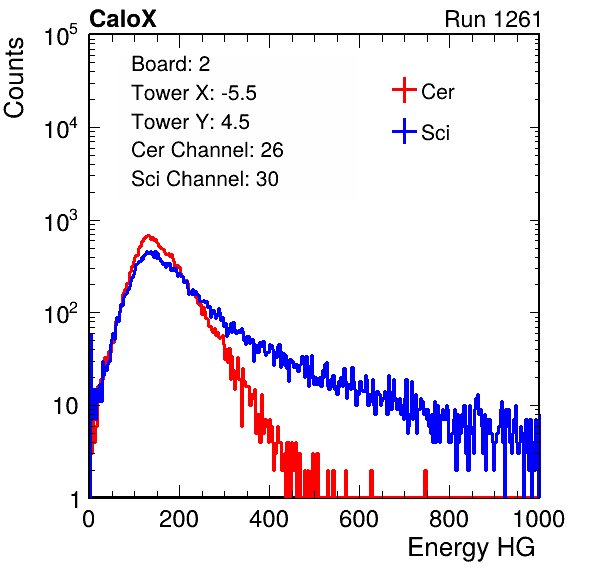 CaloX Run 1261
Counts
10^5
10^4
10^3
10^2
10
1
Board: 2
Tower X: -5.5
Tower Y: 4.5
Cer Channel: 26
Sci Channel: 30
Cer
Sci
0 200 400 600 800 1000
Energy HG